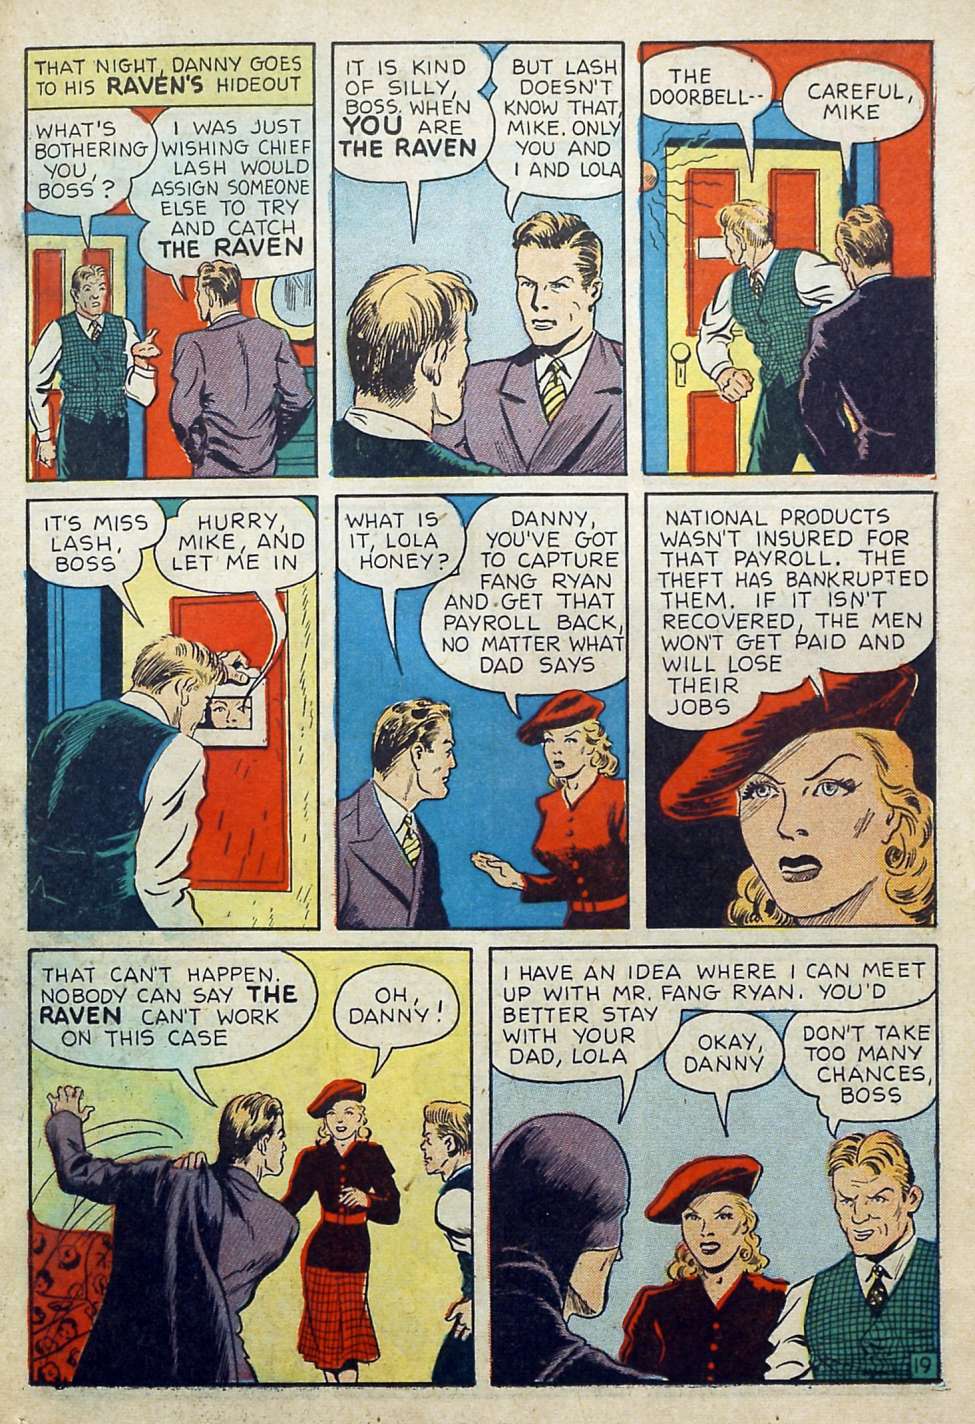 THAT NIGHT, DANNY GOES
TO HIS RAVEN'S HIDEOUT
WHAT'S
BOTHERING
YOU,
BOSS?
I WAS JUST
WISHING CHIEF
LASH WOULD
ASSIGN SOMEONE
ELSE TO TRY
AND CATCH
THE RAVEN
IT IS KIND
OF SILLY,
BOSS. WHEN
YOU ARE
THE RAVEN
BUT LASH
DOESN'T
KNOW THAT,
MIKE. ONLY
YOU AND
I AND LOLA
THE
DOORBELL--
CAREFUL,
MIKE
IT'S MISS
LASH,
BOSS
HURRY,
MIKE, AND
LET ME IN
WHAT IS
IT, LOLA
HONEY?
DANNY,
YOU'VE GOT
TO CAPTURE
FANG RYAN
AND GET THAT
PAYROLL BACK,
NO MATTER WHAT
DAD SAYS
NATIONAL PRODUCTS
WASN'T INSURED FOR
THAT PAYROLL. THE
THEFT HAS BANKRUPTED
THEM. IF IT ISN'T
RECOVERED, THE MEN
WON'T GET PAID AND
WILL LOSE
THEIR
JOBS
THAT CAN'T HAPPEN.
NOBODY CAN SAY THE
RAVEN CAN'T WORK
ON THIS CASE
OH,
DANNY!
I HAVE AN IDEA WHERE I CAN MEET
UP WITH MR. FANG RYAN. YOU'D
BETTER STAY
WITH YOUR
DAD, LOLA
OKAY,
DANNY
DON'T TAKE
TOO MANY
CHANCES,
BOSS
19